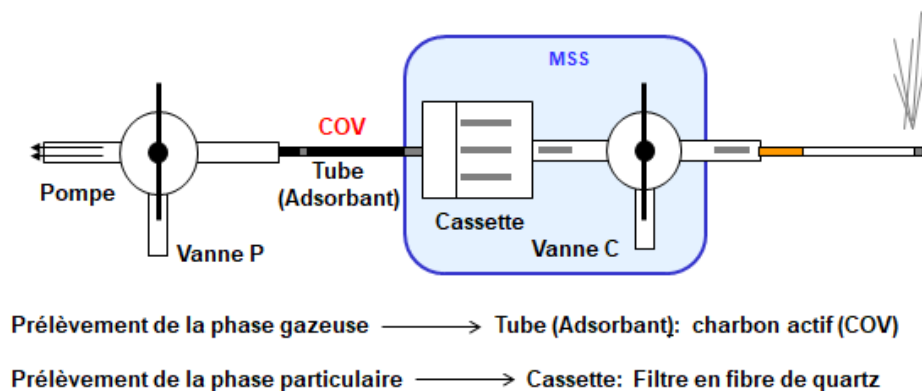 MSS
COV
Pompe
Tube
(Adsorbant)
Cassette
Vanne P
Vanne C
Prélèvement de la phase gazeuse → Tube (Adsorbant): charbon actif (COV)
Prélèvement de la phase particulaire → Cassette: Filtre en fibre de quartz